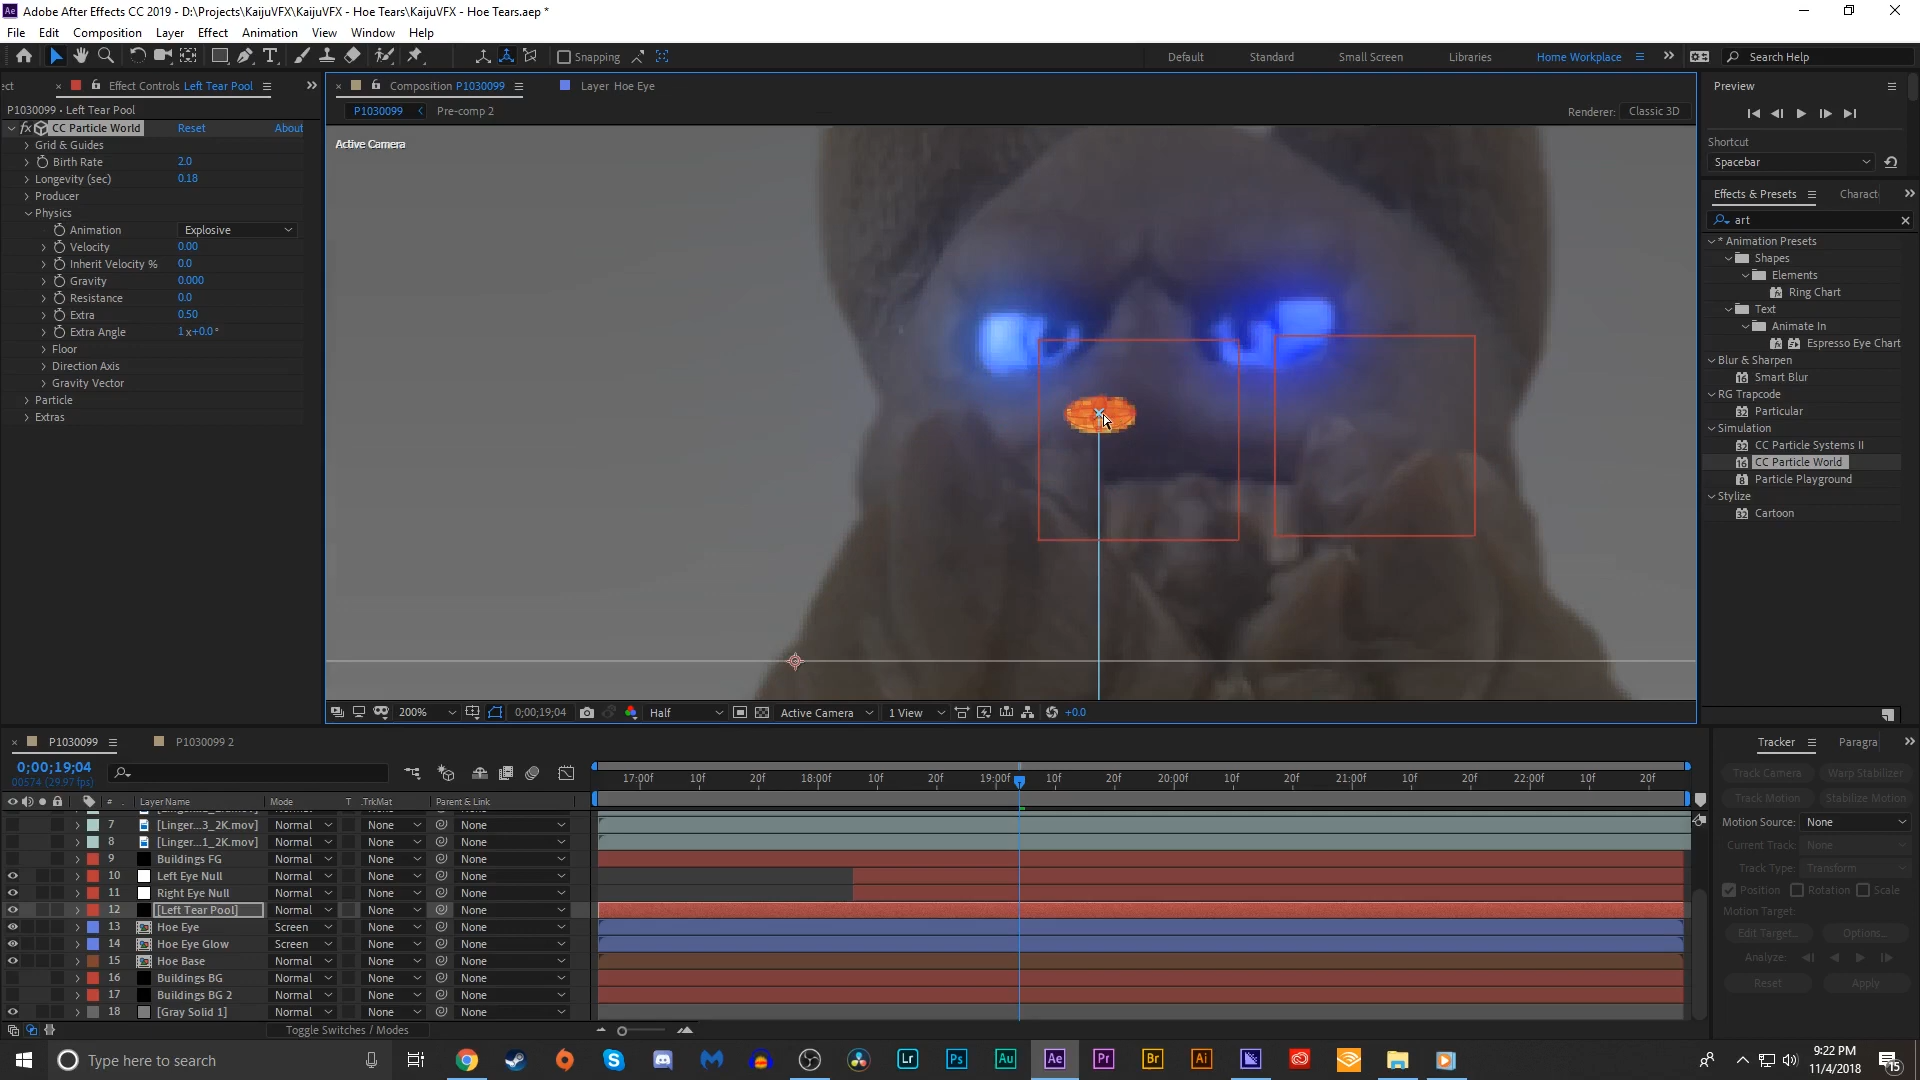 Adobe After Effects CC 2019 - D:\Projects\KaijuVFX\KaijuVFX - Hoe Tears\KaijuVFX - Hoe Tears.aep *
File Edit Composition Layer Effect Animation View Window Help
Snapping
Default Standard Small Screen Libraries Home Workplace Search Help
ect Effect Controls Left Tear Pool
Composition P1030099
Layer Hoe Eye
P1030099 Pre-comp 2
Renderer: Classic 3D
P1030099 • Left Tear Pool
fx CC Particle World Reset About
Grid & Guides
Birth Rate 2.0
Longevity (sec) 0.18
Producer
Physics
Animation Explosive
Velocity 0.00
Inherit Velocity % 0.0
Gravity 0.000
Resistance 0.0
Extra 0.50
Extra Angle 1x+0.0°
Floor
Direction Axis
Gravity Vector
Particle
Extras
Active Camera
200% 0;00;19;04 Half Active Camera 1 View +0.0
Preview
Shortcut
Spacebar
Effects & Presets Charact
art
* Animation Presets
Shapes
Elements
Ring Chart
Text
Animate In
Espresso Eye Chart
Blur & Sharpen
Smart Blur
RG Trapcode
Particular
Simulation
CC Particle Systems II
CC Particle World
Particle Playground
Stylize
Cartoon
P1030099 P1030099 2
0;00;19;04
00574 (29.97 fps)
17:00f 10f 20f 18:00f 10f 20f 19:00f 10f 20f 20:00f 10f 20f 21:00f 10f 20f 22:00f 10f 20f
# Layer Name Mode T .TrkMat Parent & Link
7 [Linger...3_2K.mov] Normal None None
8 [Linger...1_2K.mov] Normal None None
9 Buildings FG Normal None None
10 Left Eye Null Normal None None
11 Right Eye Null Normal None None
12 [Left Tear Pool] Normal None None
13 Hoe Eye Screen None None
14 Hoe Eye Glow Screen None None
15 Hoe Base Normal None None
16 Buildings BG Normal None None
17 Buildings BG 2 Normal None None
18 [Gray Solid 1] Normal None None
Toggle Switches / Modes
Tracker Paragra
Track Camera Warp Stabilizer
Track Motion Stabilize Motion
Motion Source: None
Current Track: None
Track Type: Transform
Position Rotation Scale
Motion Target:
Edit Target... Options...
Analyze:
Reset Apply
Type here to search
Lr Ps Au Ae Pr Br Ai
9:22 PM
11/4/2018
15